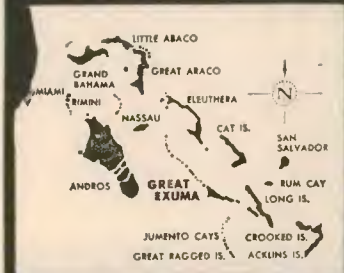 LITTLE ABACO
GRAND
BAHAMA
GREAT ABACO
MIAMI
BIMINI
ELEUTHERA
N
NASSAU
CAT IS.
SAN
SALVADOR
ANDROS
GREAT
EXUMA
RUM CAY
LONG IS.
JUMENTO CAYS
CROOKED IS.
GREAT RAGGED IS.
ACKLINS IS.